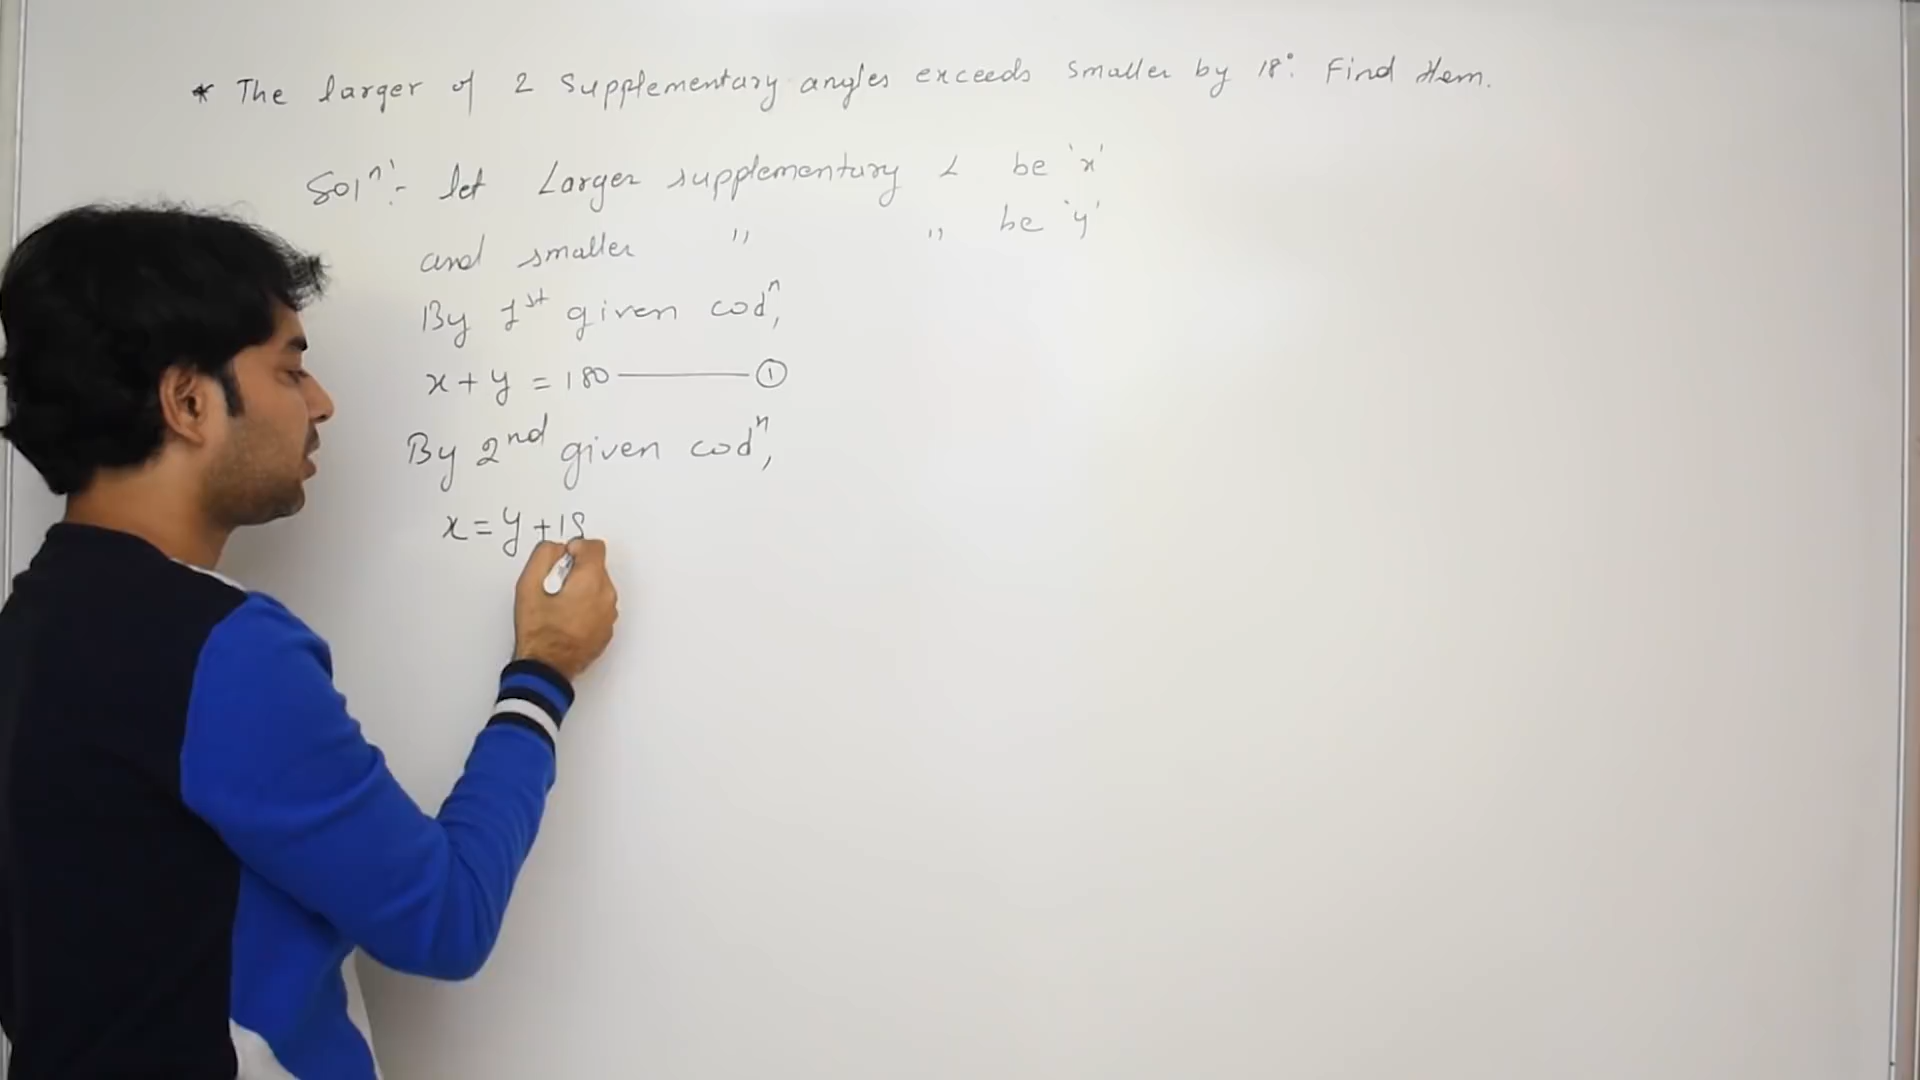 * The larger of 2 supplementary angles exceeds smaller by 18°. Find them.
Solⁿ:- let Larger supplementary ∠ be 'x'
and smaller " " be 'y'
By 1st given codⁿ,
x + y = 180 ——— ①
By 2nd given codⁿ,
x = y + 18